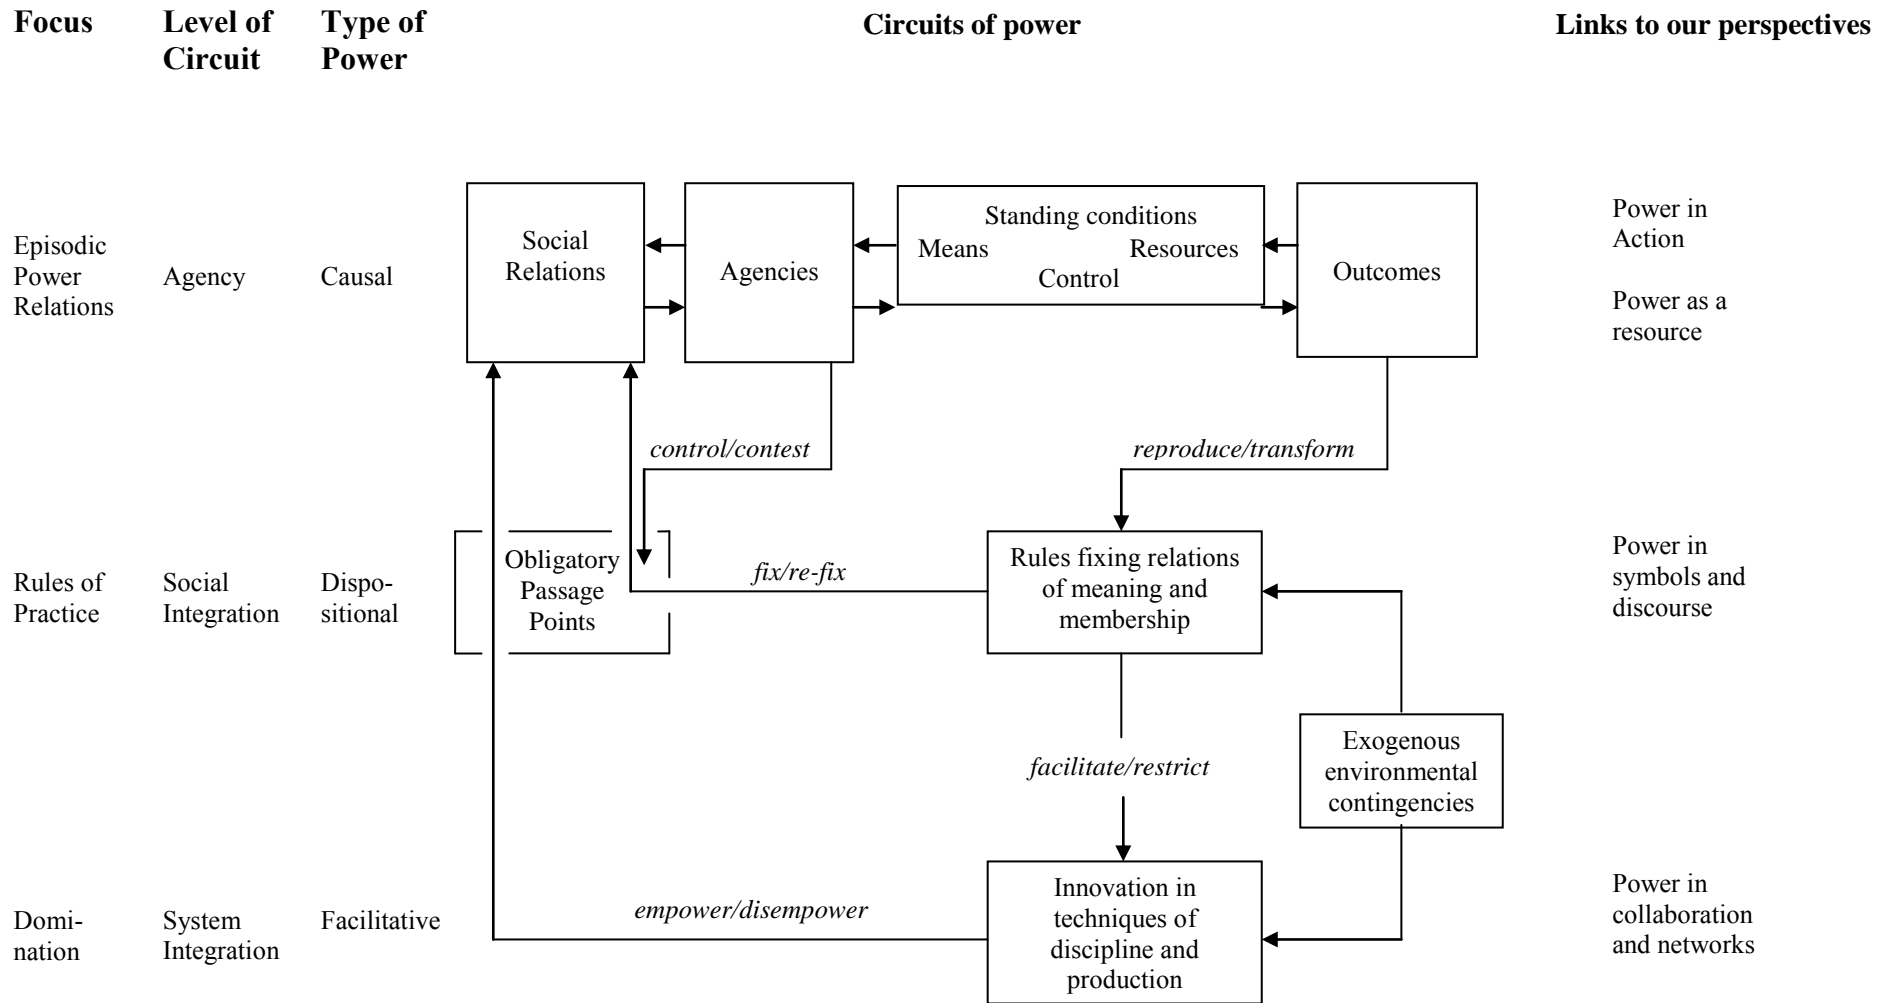 Focus
Level of
Circuit
Type of
Power
Circuits of power
Links to our perspectives
Episodic
Power
Relations
Agency
Causal
Social
Relations
Agencies
Standing conditions
Means Resources
Control
Outcomes
Power in
Action
Power as a
resource
control/contest
reproduce/transform
Rules of
Practice
Social
Integration
Dispo-
sitional
Obligatory
Passage
Points
fix/re-fix
Rules fixing relations
of meaning and
membership
Power in
symbols and
discourse
facilitate/restrict
Exogenous
environmental
contingencies
Domi-
nation
System
Integration
Facilitative
empower/disempower
Innovation in
techniques of
discipline and
production
Power in
collaboration
and networks